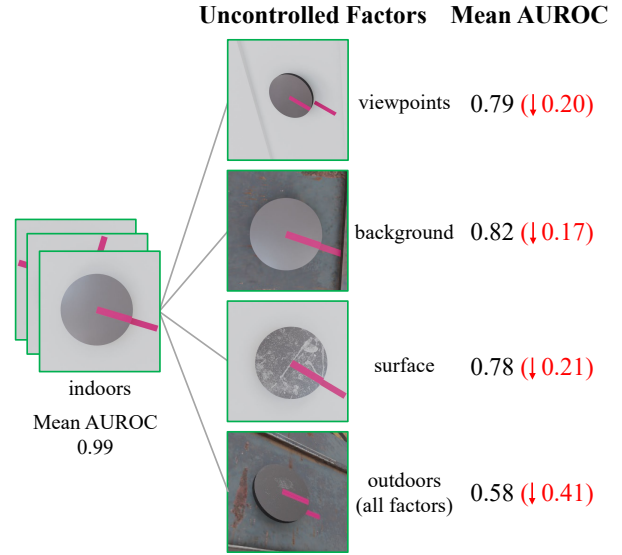 Uncontrolled Factors Mean AUROC
viewpoints 0.79 (↓0.20)
background 0.82 (↓0.17)
surface 0.78 (↓0.21)
indoors
Mean AUROC
0.99
outdoors
(all factors) 0.58 (↓0.41)